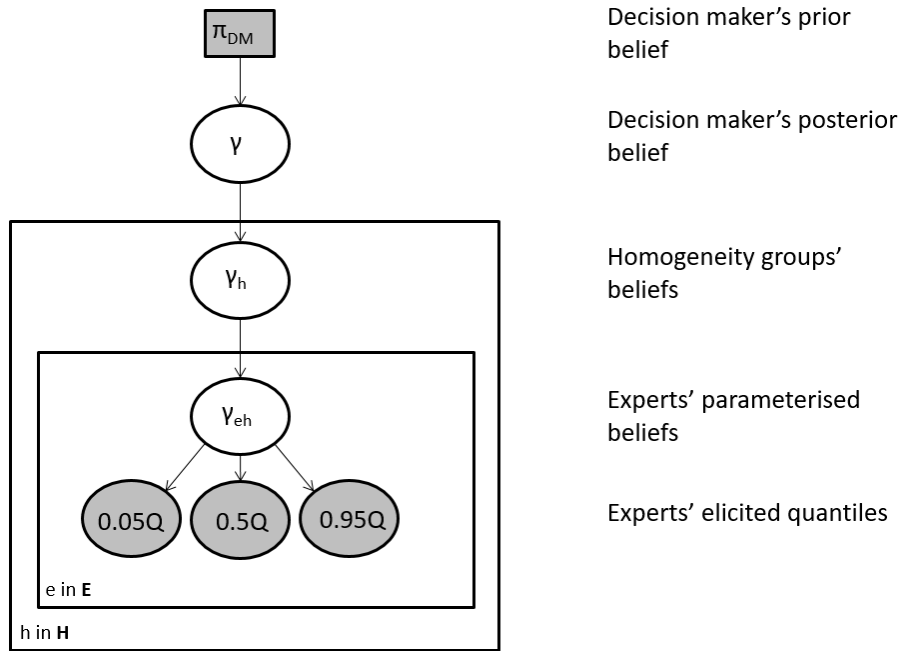 π_DM
Decision maker’s prior
belief
γ
Decision maker’s posterior
belief
γ_h
Homogeneity groups’
beliefs
γ_eh
Experts’ parameterised
beliefs
0.05Q 0.5Q 0.95Q
Experts’ elicited quantiles
e in E
h in H